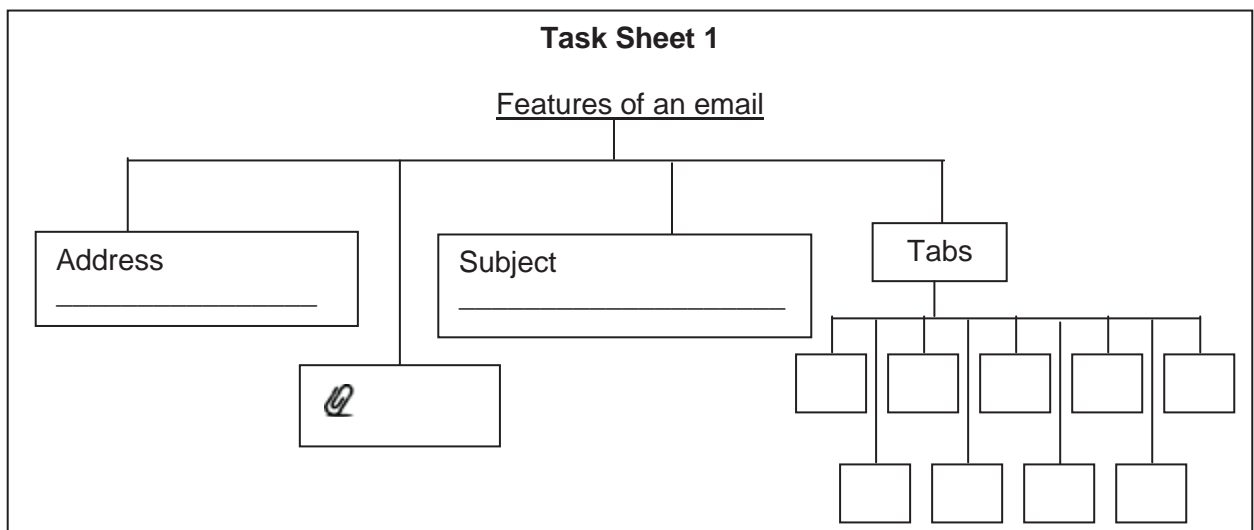 Task Sheet 1
Features of an email
Address
Subject
Tabs